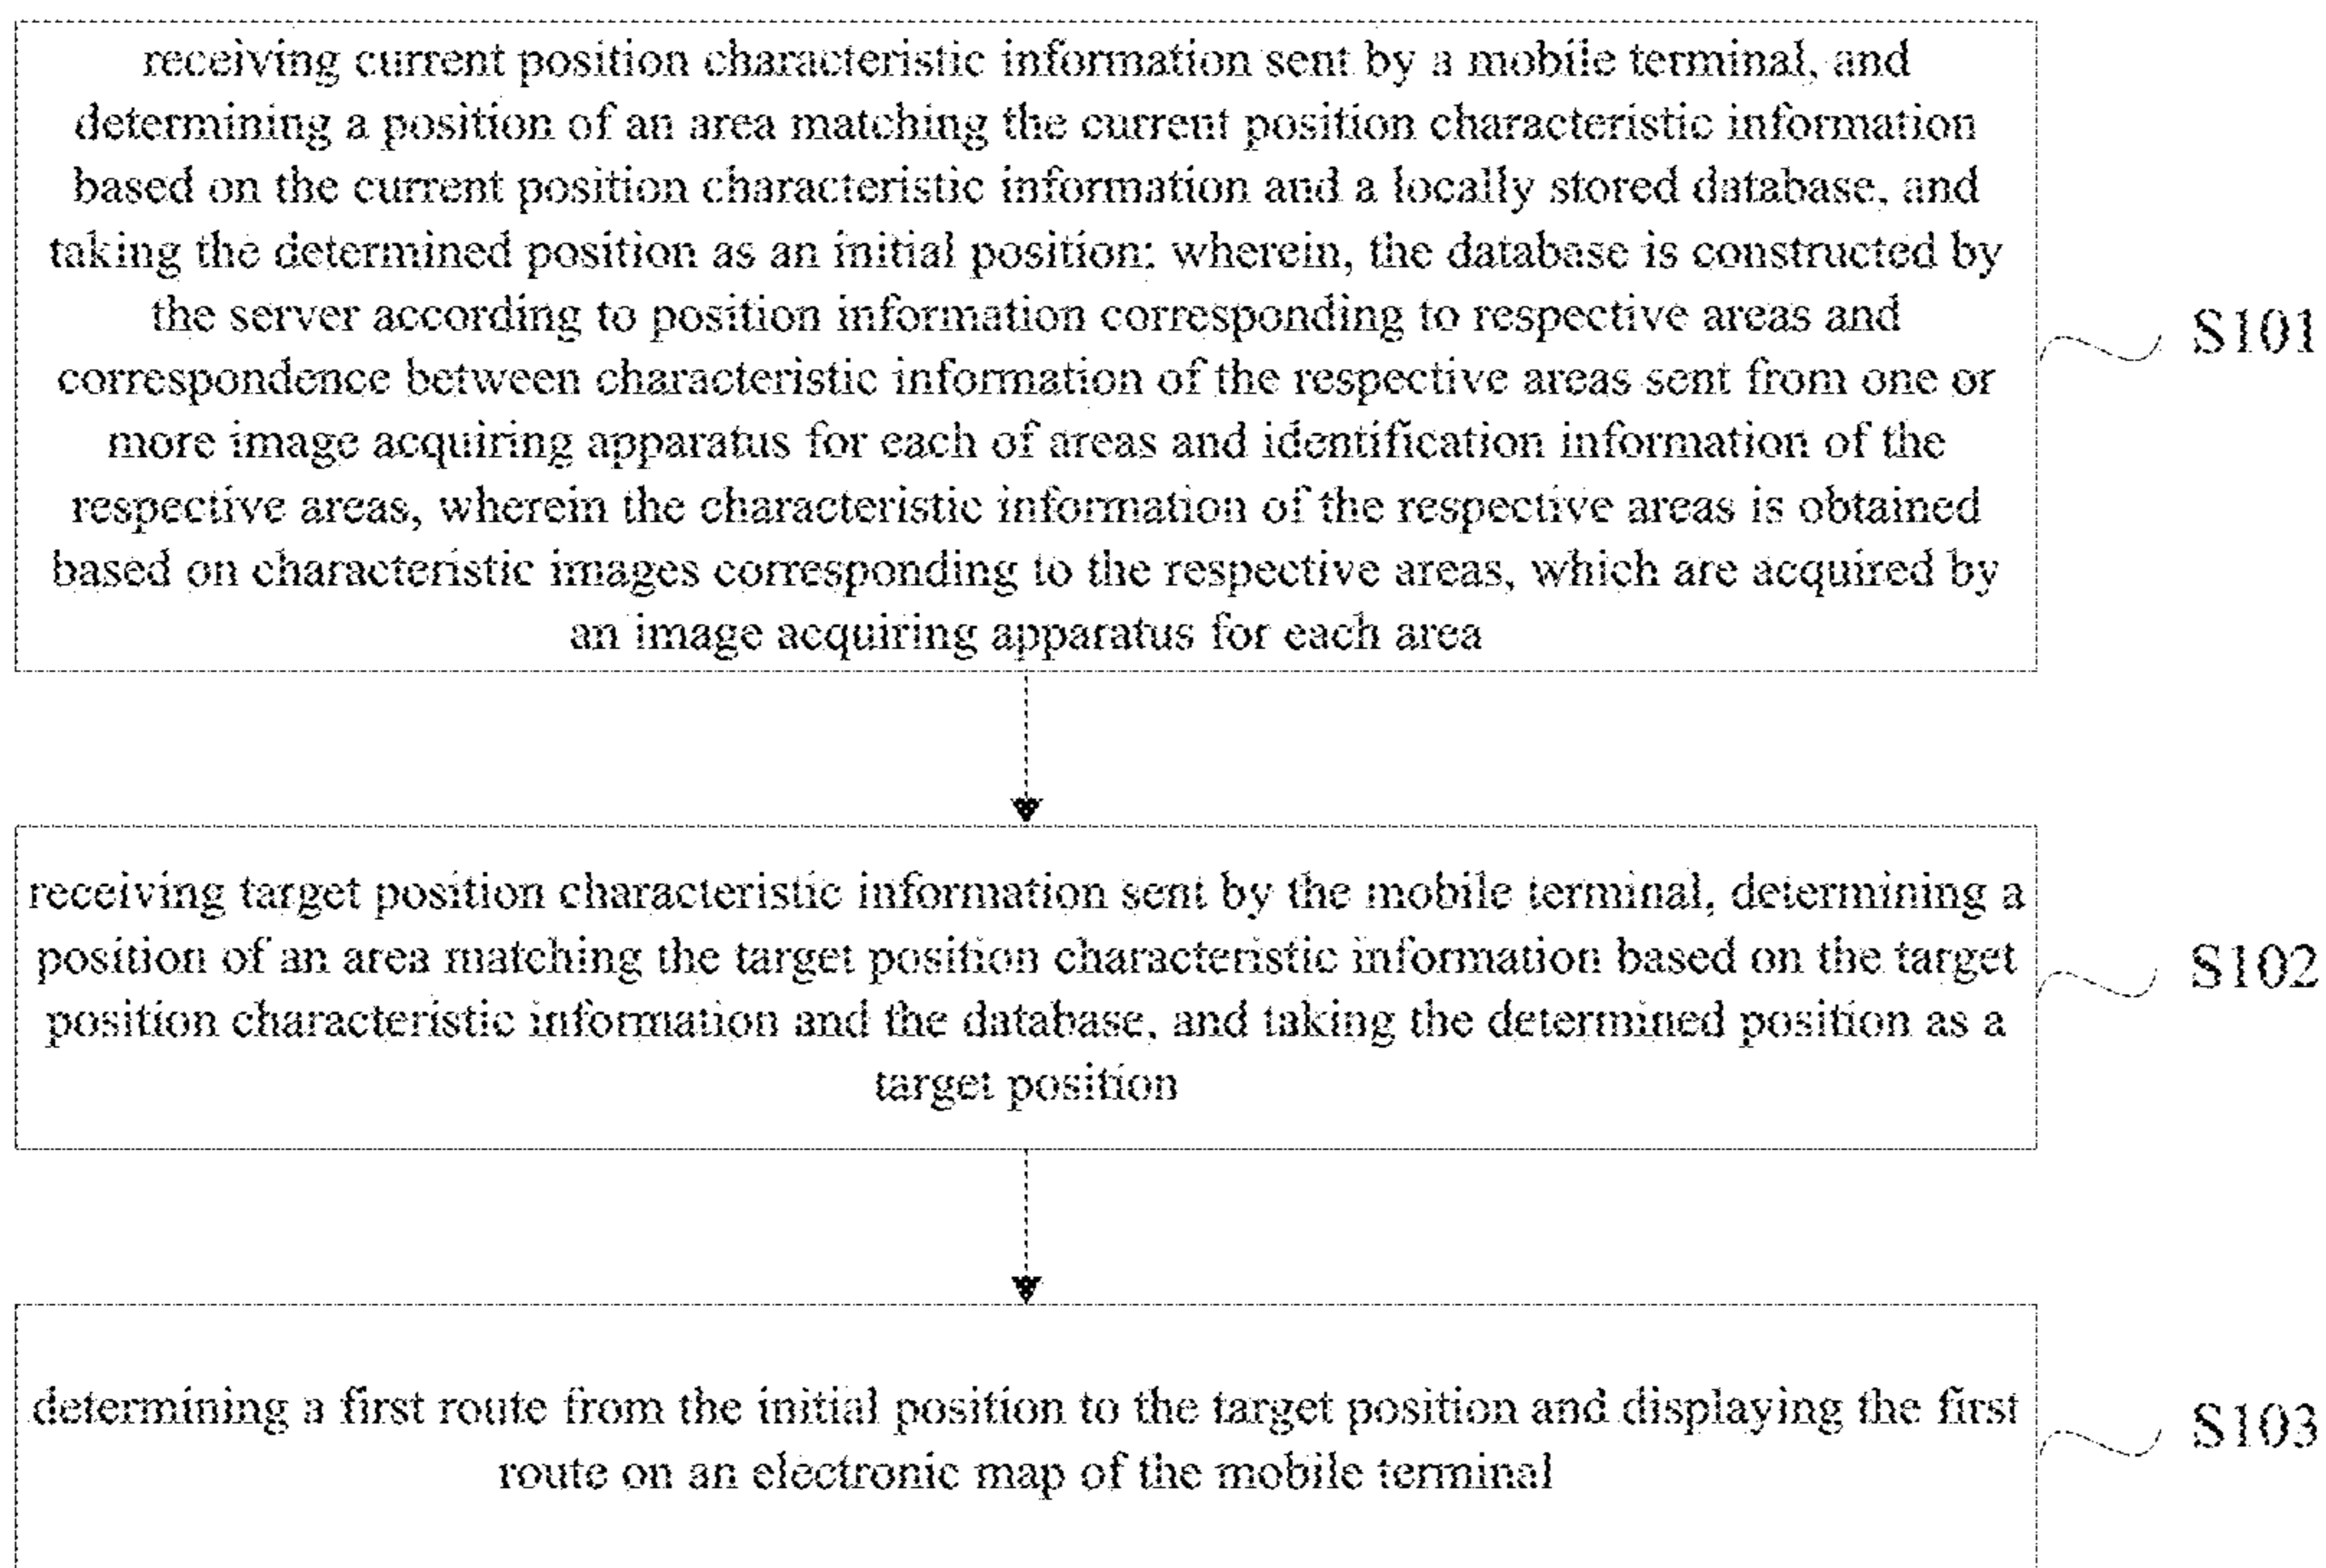 receiving current position characteristic information sent by a mobile terminal, and
determining a position of an area matching the current position characteristic information
based on the current position characteristic information and a locally stored database, and
taking the determined position as an initial position: wherein, the database is constructed by
the server according to position information corresponding to respective areas and
correspondence between characteristic information of the respective areas sent from one or
more image acquiring apparatus for each of areas and identification information of the
respective areas, wherein the characteristic information of the respective areas is obtained
based on characteristic images corresponding to the respective areas, which are acquired by
an image acquiring apparatus for each area
S101
receiving target position characteristic information sent by the mobile terminal, determining a
position of an area matching the target position characteristic information based on the target
position characteristic information and the database, and taking the determined position as a
target position
S102
determining a first route from the initial position to the target position and displaying the first
route on an electronic map of the mobile terminal
S103